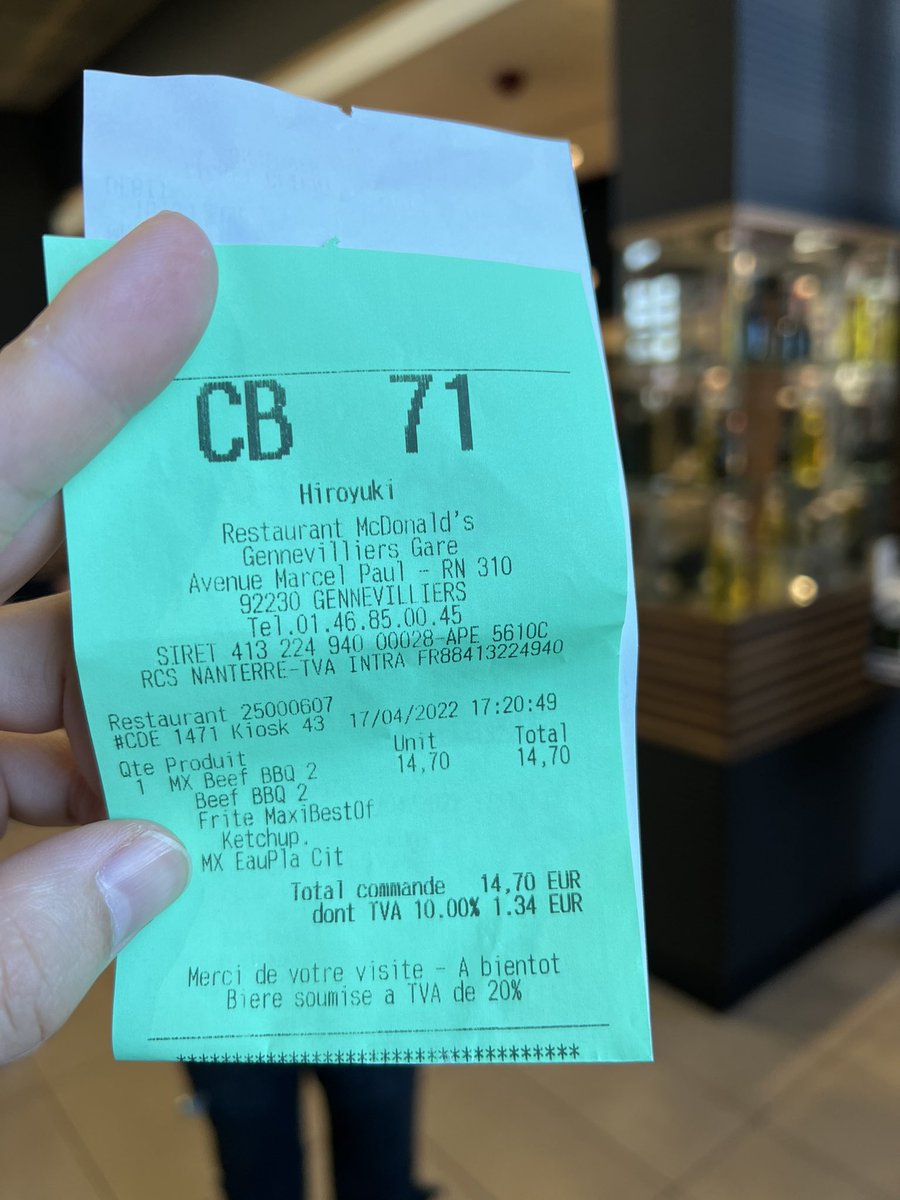 CB 71
Hiroyuki
Restaurant McDonald's
Gennevilliers Gare
Avenue Marcel Paul - RN 310
92230 GENNEVILLIERS
Tel.01.46.85.00.45
SIRET 413 224 940 00028-APE 5610C
RCS NANTERRE-TVA INTRA FR88413224940
Restaurant 25000607
#CDE 1471 Kiosk 43 17/04/2022 17:20:49
Qte Produit Unit Total
1 MX Beef BBQ 2 14,70 14,70
Beef BBQ 2
Frite MaxiBestOf
Ketchup.
MX EauPla Cit
Total commande 14,70 EUR
dont TVA 10.00% 1.34 EUR
Merci de votre visite - A bientot
Biere soumise a TVA de 20%
*********************************